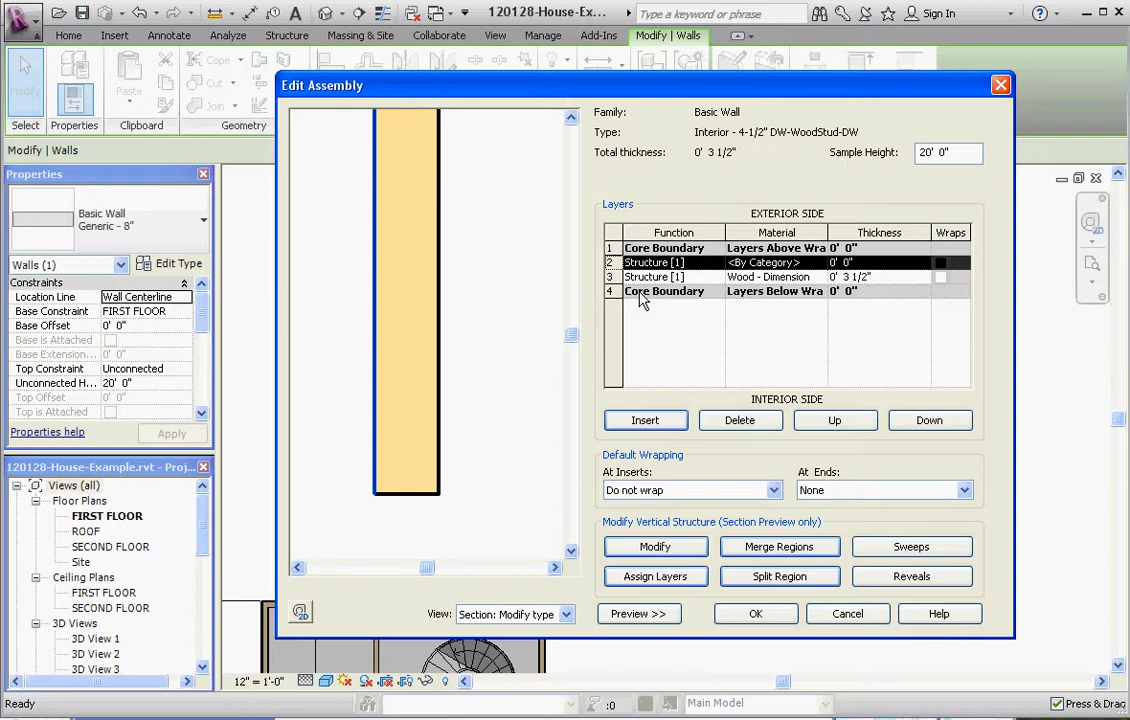 120128-House-Ex...
Type a keyword or phrase
Sign In
Home
Insert
Annotate
Analyze
Structure
Massing & Site
Collaborate
View
Manage
Add-Ins
Modify | Walls
Modify
Paste
Cope
Cut
Join
Select
Properties
Clipboard
Geometry
Modify | Walls
Properties
Basic Wall
Generic - 8"
Walls (1)
Edit Type
Constraints
Location Line Wall Centerline
Base Constraint FIRST FLOOR
Base Offset 0' 0"
Base is Attached
Base Extension...
Top Constraint Unconnected
Unconnected H... 20' 0"
Top Offset 0' 0"
Top is Attached
Properties help
Apply
120128-House-Example.rvt - Proj...
Views (all)
Floor Plans
FIRST FLOOR
ROOF
SECOND FLOOR
Site
Ceiling Plans
FIRST FLOOR
SECOND FLOOR
3D Views
3D View 1
3D View 2
3D View 3
Edit Assembly
Family: Basic Wall
Type: Interior - 4-1/2" DW-WoodStud-DW
Total thickness: 0' 3 1/2" Sample Height: 20' 0"
Layers
EXTERIOR SIDE
Function Material Thickness Wraps
1 Core Boundary Layers Above Wra 0' 0"
2 Structure [1] <By Category> 0' 0"
3 Structure [1] Wood - Dimension 0' 3 1/2"
4 Core Boundary Layers Below Wra 0' 0"
INTERIOR SIDE
Insert Delete Up Down
Default Wrapping
At Inserts: At Ends:
Do not wrap None
Modify Vertical Structure (Section Preview only)
Modify Merge Regions Sweeps
Assign Layers Split Region Reveals
View: Section: Modify type Preview >> OK Cancel Help
12" = 1'-0"
Ready
:0
Main Model
Press & Drag